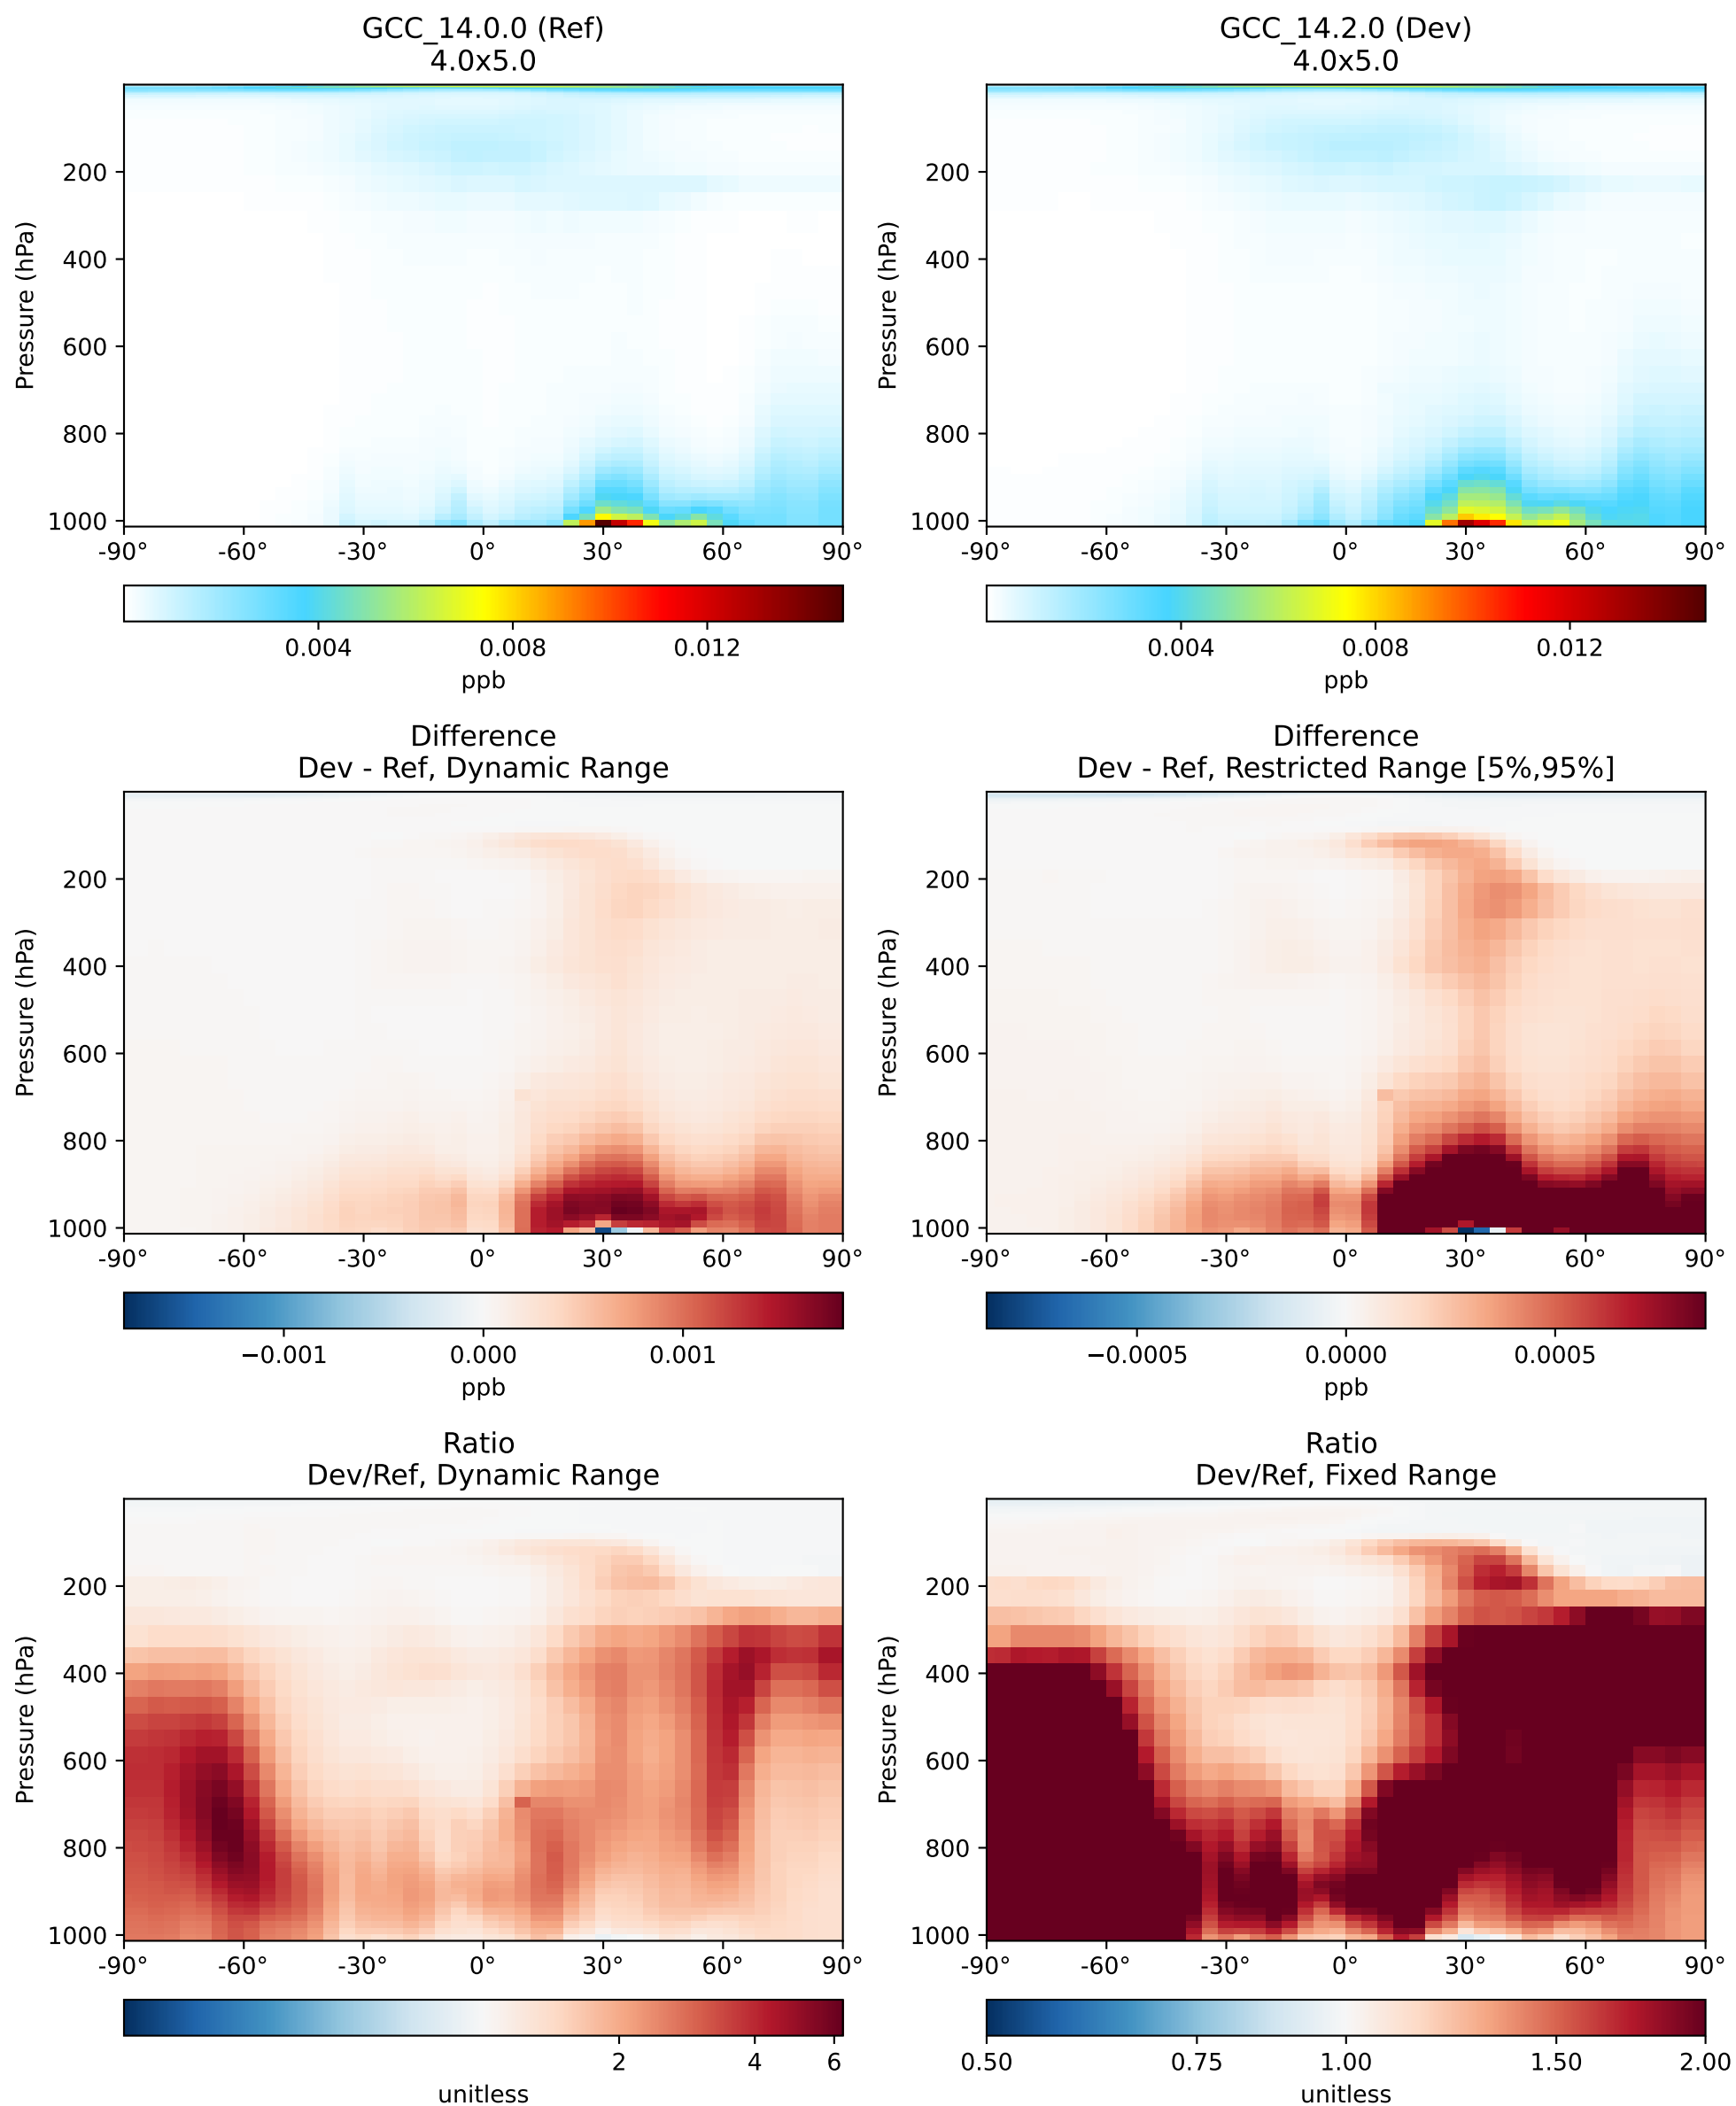 GCC_14.0.0 (Ref)
4.0x5.0
Pressure (hPa)
200
400
600
800
1000
-90° -60° -30° 0° 30° 60° 90°
0.004 0.008 0.012
ppb
GCC_14.2.0 (Dev)
4.0x5.0
Pressure (hPa)
200
400
600
800
1000
-90° -60° -30° 0° 30° 60° 90°
0.004 0.008 0.012
ppb
Difference
Dev - Ref, Dynamic Range
Pressure (hPa)
200
400
600
800
1000
-90° -60° -30° 0° 30° 60° 90°
−0.001 0.000 0.001
ppb
Difference
Dev - Ref, Restricted Range [5%,95%]
Pressure (hPa)
200
400
600
800
1000
-90° -60° -30° 0° 30° 60° 90°
−0.0005 0.0000 0.0005
ppb
Ratio
Dev/Ref, Dynamic Range
Pressure (hPa)
200
400
600
800
1000
-90° -60° -30° 0° 30° 60° 90°
2 4 6
unitless
Ratio
Dev/Ref, Fixed Range
Pressure (hPa)
200
400
600
800
1000
-90° -60° -30° 0° 30° 60° 90°
0.50 0.75 1.00 1.50 2.00
unitless